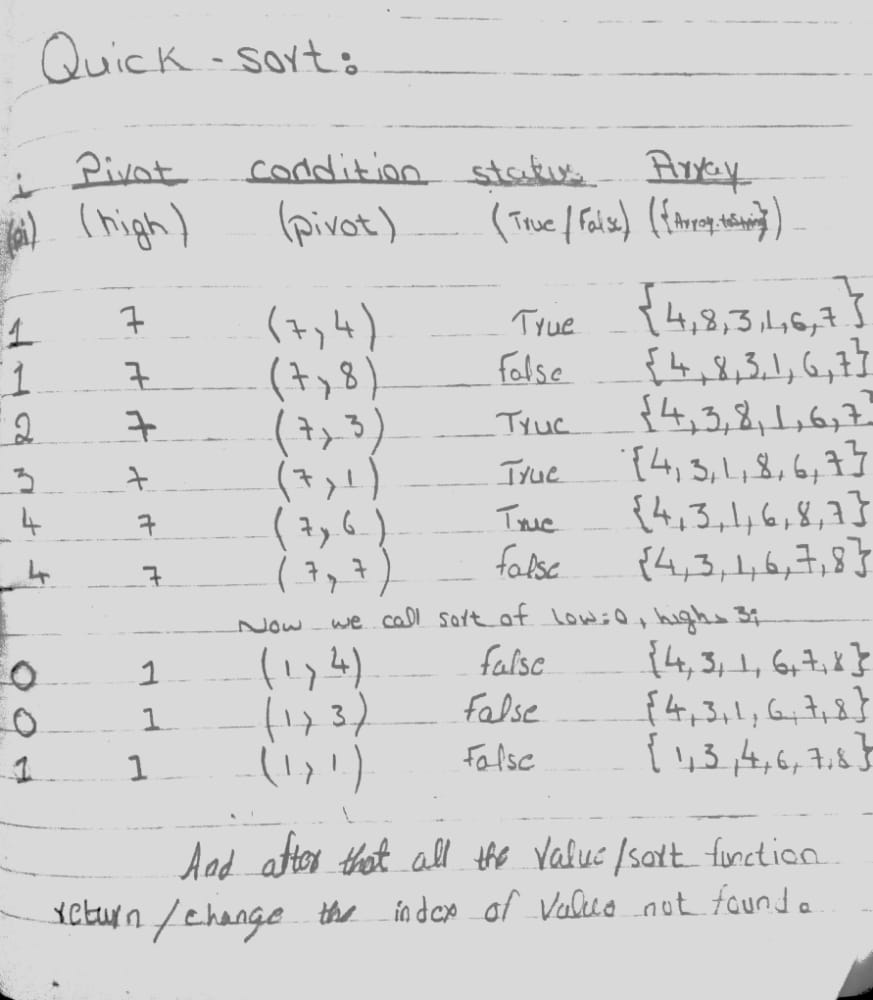 Quick-sort:
i Pivot condition status Array
(pi) (high) (pivot) (True/False) ({Array.toString})
1 7 (7,4) True {4,8,3,1,6,7}
1 7 (7,8) False {4,8,3,1,6,7}
2 7 (7,3) True {4,3,8,1,6,7}
3 7 (7,1) True {4,3,1,8,6,7}
4 7 (7,6) True {4,3,1,6,8,7}
4 7 (7,7) false {4,3,1,6,7,8}
Now we call sort of low=0, high=3;
0 1 (1,4) false {4,3,1,6,7,8}
0 1 (1,3) False {4,3,1,6,7,8}
1 1 (1,1) False {1,3,4,6,7,8}
And after that all the value/sort function
return/change the index of value not found.